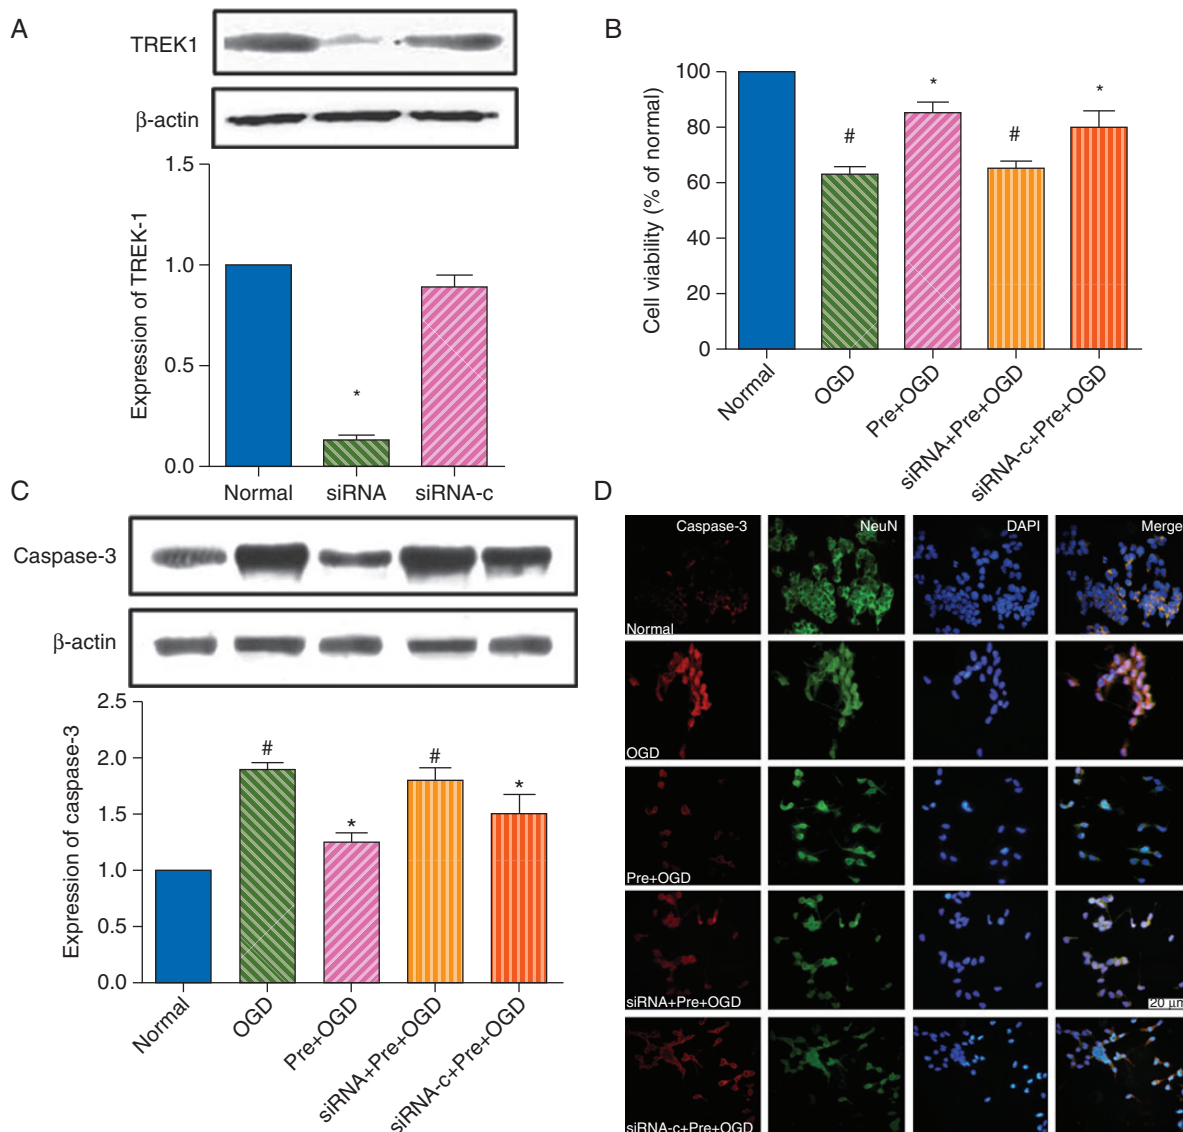 A
TREK1
β-actin
1.5
1.0
0.5
0.0
Expression of TREK-1
*
Normal
siRNA
siRNA-c
B
100
80
60
40
20
0
Cell viability (% of normal)
#
*
#
*
Normal
OGD
Pre+OGD
siRNA+Pre+OGD
siRNA-c+Pre+OGD
C
Caspase-3
β-actin
2.5
2.0
1.5
1.0
0.5
0.0
Expression of caspase-3
#
*
#
*
Normal
OGD
Pre+OGD
siRNA+Pre+OGD
siRNA-c+Pre+OGD
D
Caspase-3
NeuN
DAPI
Merge
Normal
OGD
Pre+OGD
siRNA+Pre+OGD
20 µm
siRNA-c+Pre+OGD